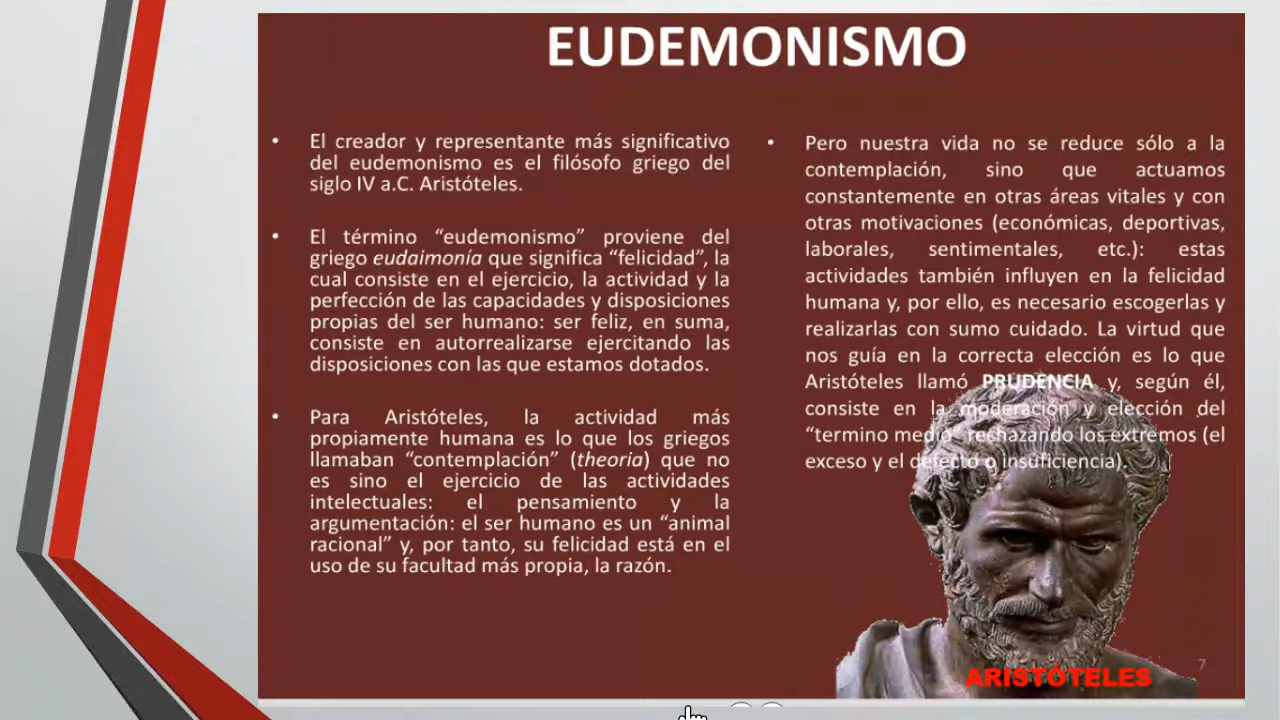 EUDEMONISMO
• El creador y representante más significativo
del eudemonismo es el filósofo griego del
siglo IV a.C. Aristóteles.
• El término “eudemonismo” proviene del
griego eudaimonía que significa “felicidad”, la
cual consiste en el ejercicio, la actividad y la
perfección de las capacidades y disposiciones
propias del ser humano: ser feliz, en suma,
consiste en autorrealizarse ejercitando las
disposiciones con las que estamos dotados.
• Para Aristóteles, la actividad más
propiamente humana es lo que los griegos
llamaban “contemplación” (theoria) que no
es sino el ejercicio de las actividades
intelectuales: el pensamiento y la
argumentación: el ser humano es un “animal
racional” y, por tanto, su felicidad está en el
uso de su facultad más propia, la razón.
• Pero nuestra vida no se reduce sólo a la
contemplación, sino que actuamos
constantemente en otras áreas vitales y con
otras motivaciones (económicas, deportivas,
laborales, sentimentales, etc.): estas
actividades también influyen en la felicidad
humana y, por ello, es necesario escogerlas y
realizarlas con sumo cuidado. La virtud que
nos guía en la correcta elección es lo que
Aristóteles llamó PRUDENCIA y, según él,
consiste en la moderación y elección del
“termino medio” rechazando los extremos (el
exceso y el defecto o insuficiencia).
7
ARISTÓTELES